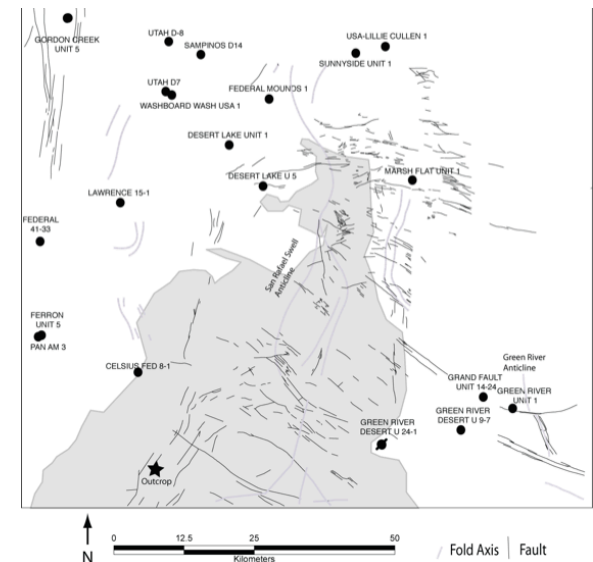 GORDON CREEK
UNIT 5
UTAH D-8
SAMPINOS D14
USA-LILLIE CULLEN 1
SUNNYSIDE UNIT 1
UTAH D7
WASHBOARD WASH USA 1
FEDERAL MOUNDS 1
DESERT LAKE UNIT 1
DESERT LAKE U 5
MARSH FLAT UNIT 1
LAWRENCE 15-1
FEDERAL
41-33
San Rafael Swell
Anticline
FERRON
UNIT 5
PAN AM 3
CELSIUS FED 8-1
Green River
Anticline
GRAND FAULT
UNIT 14-24
GREEN RIVER
UNIT 1
GREEN RIVER
DESERT U 9-7
GREEN RIVER
DESERT U 24-1
Outcrop
N
0 12.5 25 50
Kilometers
Fold Axis
Fault